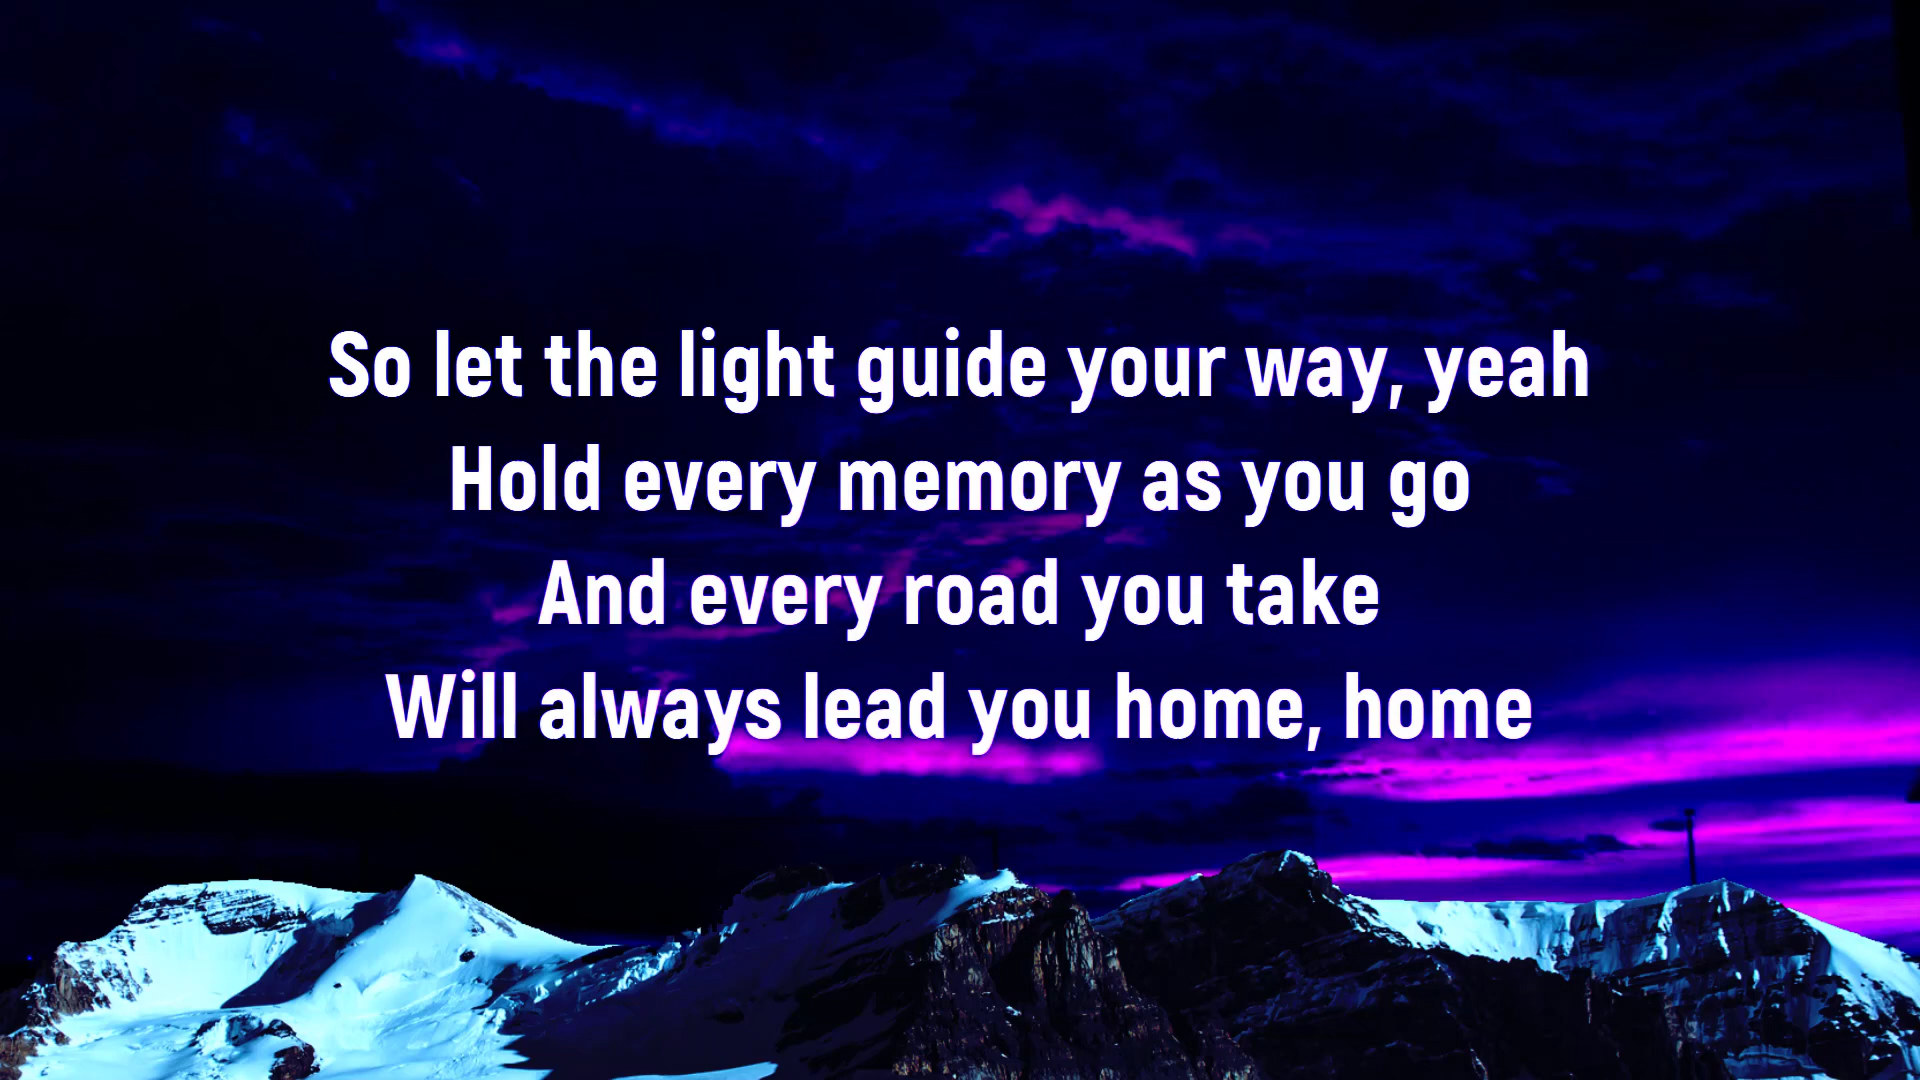 So let the light guide your way, yeah
Hold every memory as you go
And every road you take
Will always lead you home, home